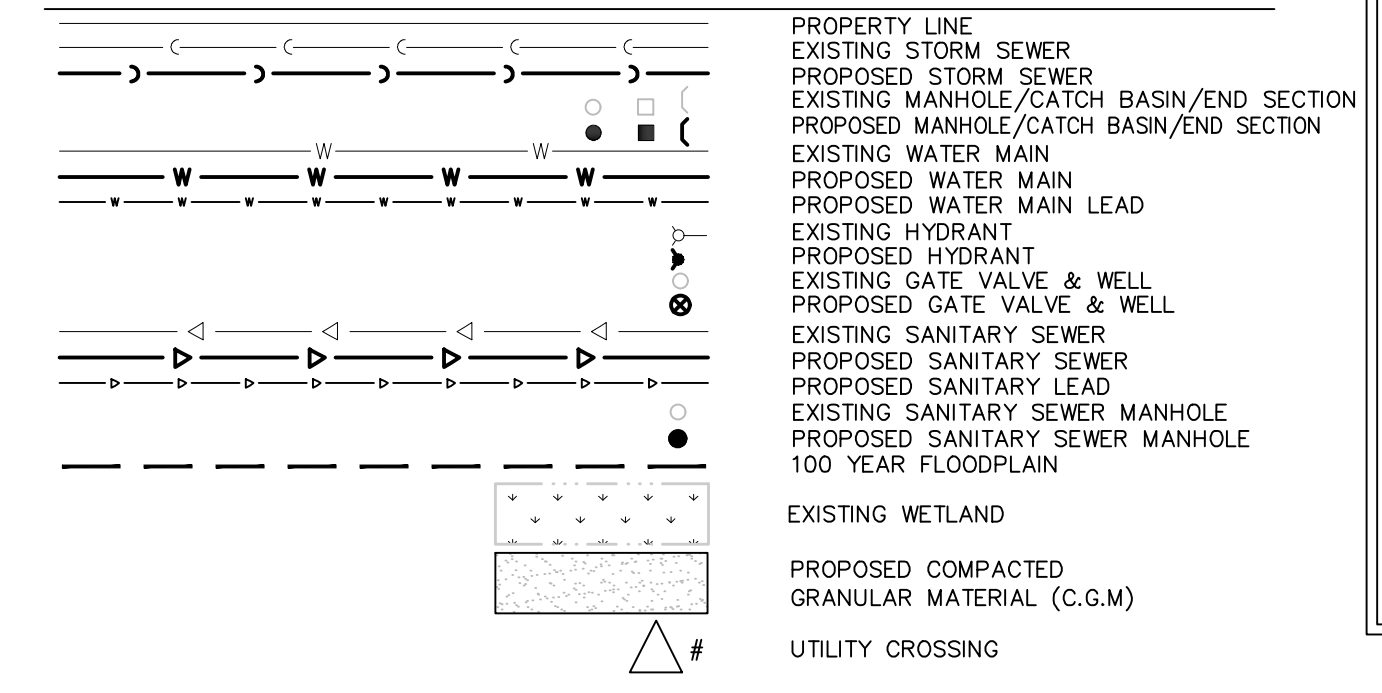 PROPERTY LINE
EXISTING STORM SEWER
PROPOSED STORM SEWER
EXISTING MANHOLE/CATCH BASIN/END SECTION
PROPOSED MANHOLE/CATCH BASIN/END SECTION
W W EXISTING WATER MAIN
W W W W PROPOSED WATER MAIN
W W W W W W W W W PROPOSED WATER MAIN LEAD
EXISTING HYDRANT
PROPOSED HYDRANT
EXISTING GATE VALVE & WELL
PROPOSED GATE VALVE & WELL
EXISTING SANITARY SEWER
PROPOSED SANITARY SEWER
PROPOSED SANITARY LEAD
EXISTING SANITARY SEWER MANHOLE
PROPOSED SANITARY SEWER MANHOLE
100 YEAR FLOODPLAIN
EXISTING WETLAND
PROPOSED COMPACTED
GRANULAR MATERIAL (C.G.M)
# UTILITY CROSSING